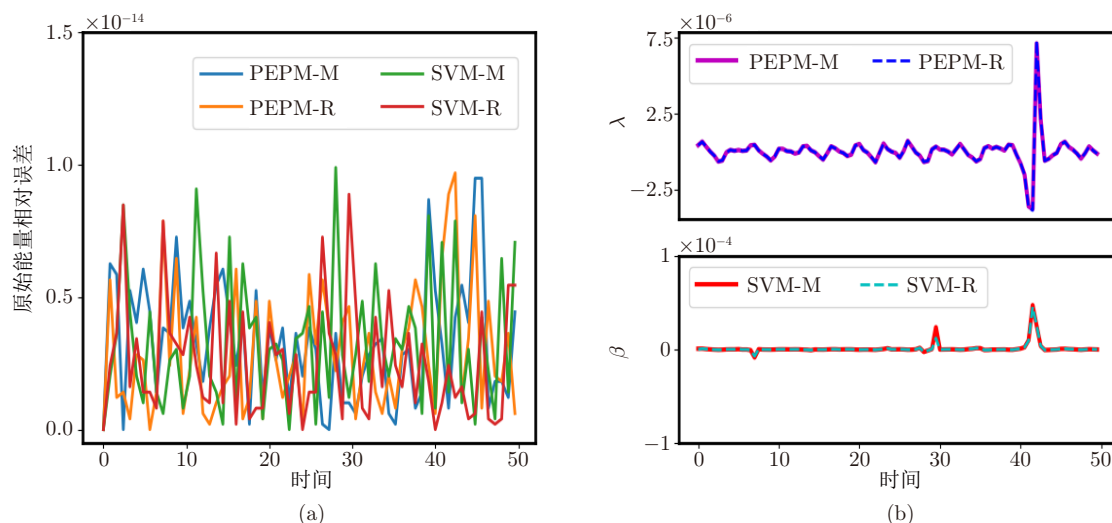 ×10⁻¹⁴
1.5
1.0
0.5
0.0
原始能量相对误差
PEPM-M
SVM-M
PEPM-R
SVM-R
0 10 20 30 40 50
时间
(a)
×10⁻⁶
7.5
2.5
−2.5
λ
PEPM-M PEPM-R
×10⁻⁴
1
0
−1
β
SVM-M SVM-R
0 10 20 30 40 50
时间
(b)